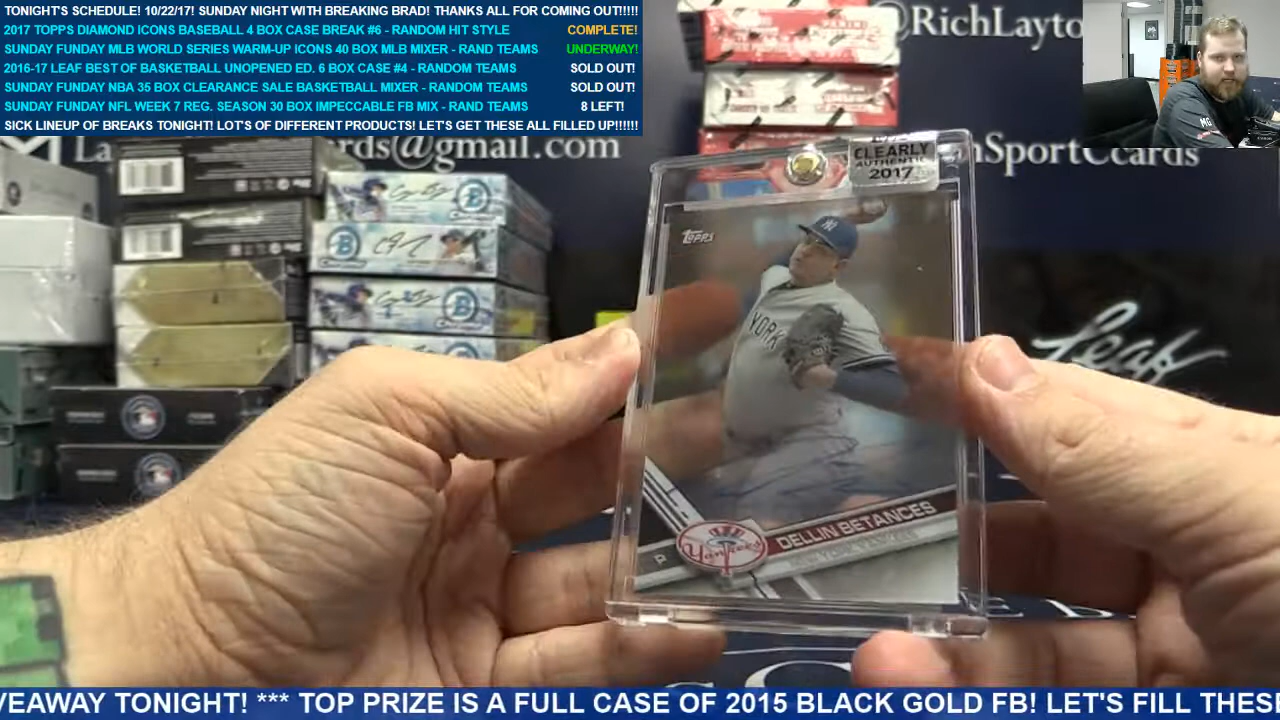 TONIGHT'S SCHEDULE! 10/22/17! SUNDAY NIGHT WITH BREAKING BRAD! THANKS ALL FOR COMING OUT!!!!!
2017 TOPPS DIAMOND ICONS BASEBALL 4 BOX CASE BREAK #6 - RANDOM HIT STYLE COMPLETE!
SUNDAY FUNDAY MLB WORLD SERIES WARM-UP ICONS 40 BOX MLB MIXER - RAND TEAMS UNDERWAY!
2016-17 LEAF BEST OF BASKETBALL UNOPENED ED. 6 BOX CASE #4 - RANDOM TEAMS SOLD OUT!
SUNDAY FUNDAY NBA 35 BOX CLEARANCE SALE BASKETBALL MIXER - RANDOM TEAMS SOLD OUT!
SUNDAY FUNDAY NFL WEEK 7 REG. SEASON 30 BOX IMPECCABLE FB MIX - RAND TEAMS 8 LEFT!
SICK LINEUP OF BREAKS TONIGHT! LOT'S OF DIFFERENT PRODUCTS! LET'S GET THESE ALL FILLED UP!!!!!!
@RichLayto
ards@gmail.com
SportCcards
CLEARLY
AUTHENTIC
2017
TOPPS
NY
YORK
Leaf
DELLIN BETANCES
Yankees
P
VEAWAY TONIGHT! *** TOP PRIZE IS A FULL CASE OF 2015 BLACK GOLD FB! LET'S FILL THESE